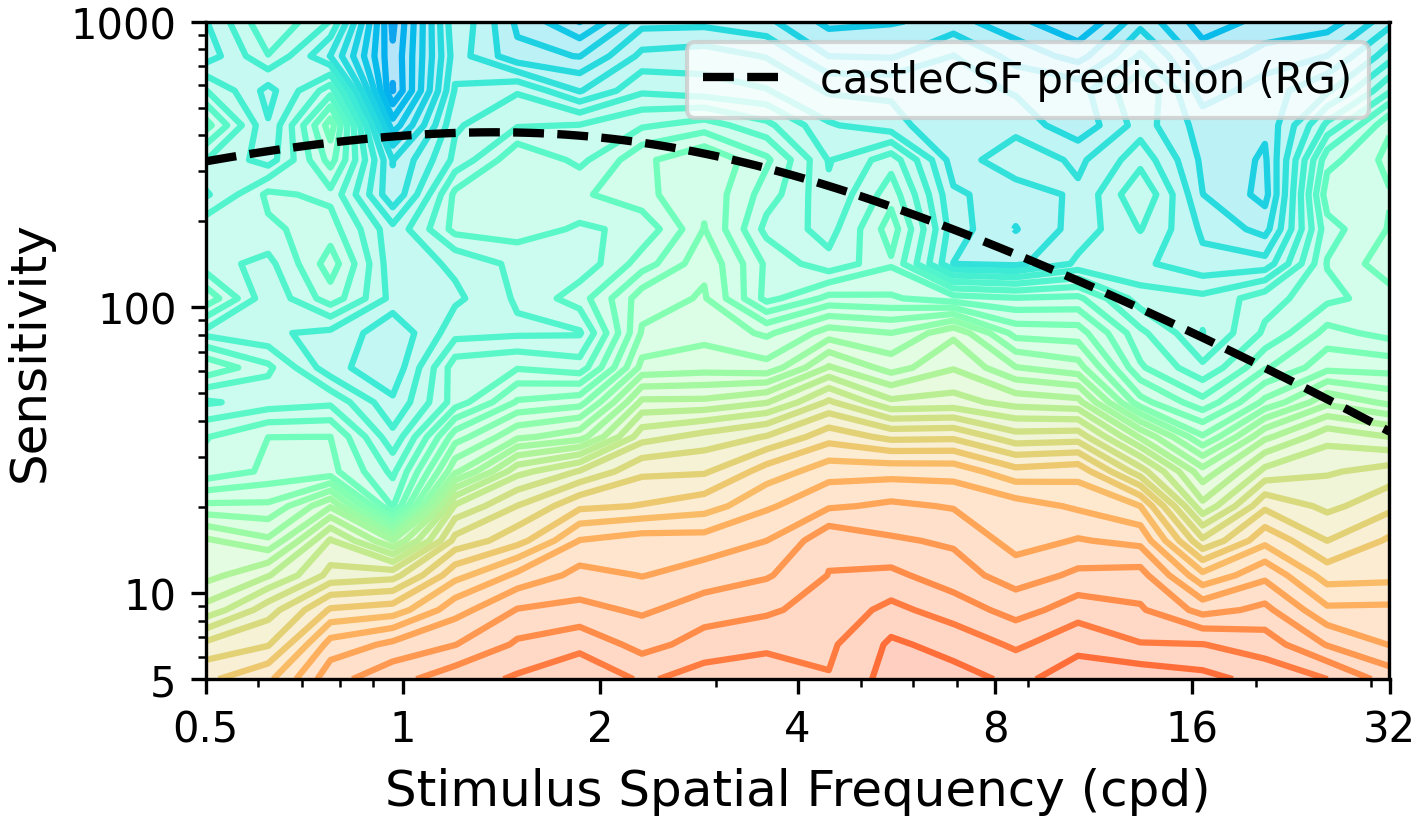 castleCSF prediction (RG)
Sensitivity
1000
100
10
5
0.5 1 2 4 8 16 32
Stimulus Spatial Frequency (cpd)